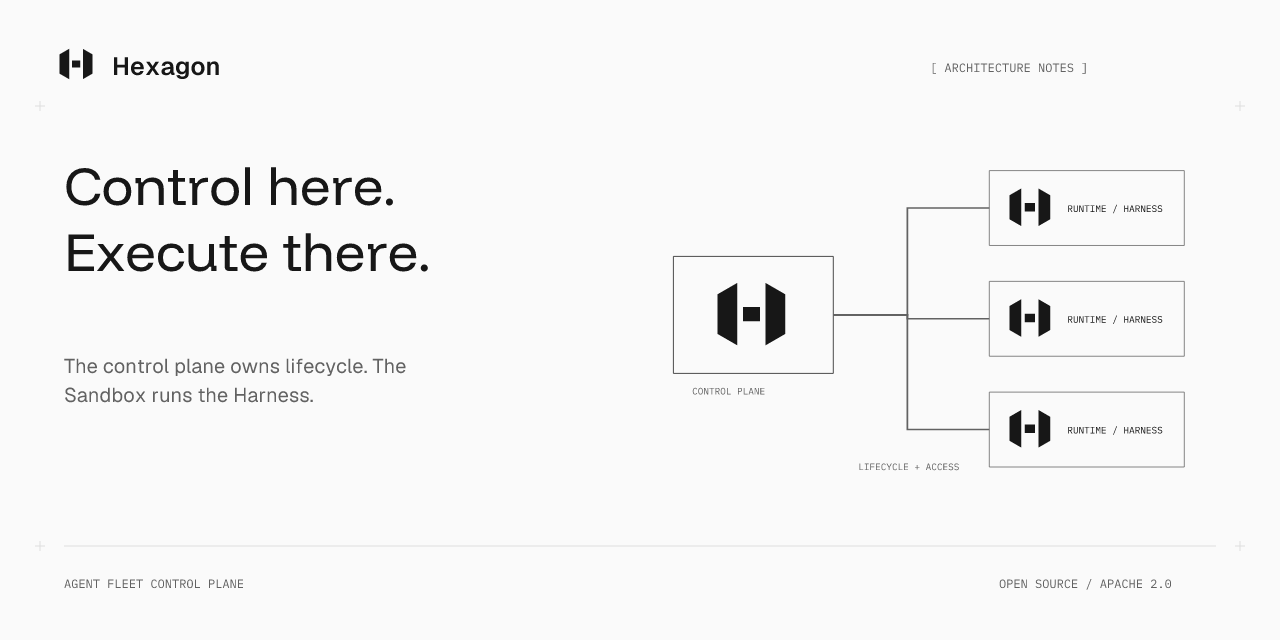 Hexagon
[ ARCHITECTURE NOTES ]
Control here.
Execute there.
The control plane owns lifecycle. The
Sandbox runs the Harness.
CONTROL PLANE
RUNTIME / HARNESS
RUNTIME / HARNESS
RUNTIME / HARNESS
LIFECYCLE + ACCESS
AGENT FLEET CONTROL PLANE
OPEN SOURCE / APACHE 2.0